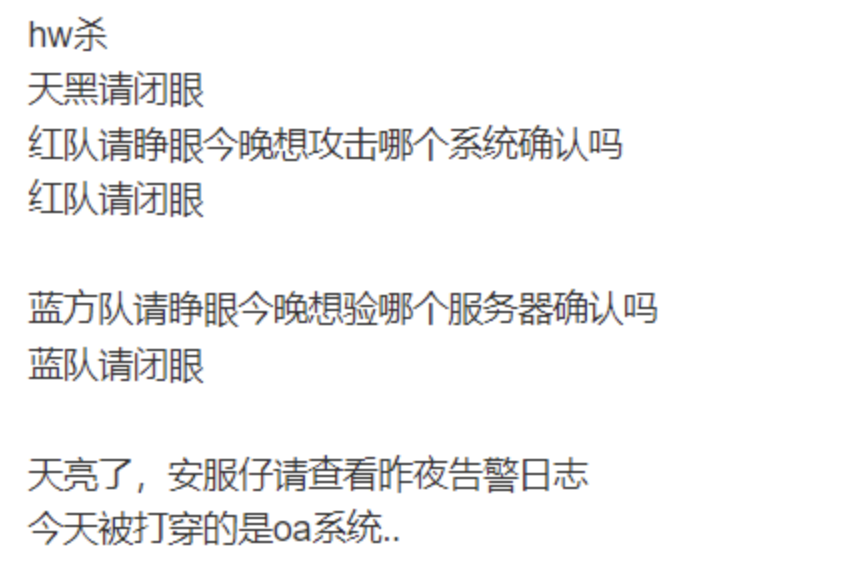 hw杀
天黑请闭眼
红队请睁眼今晚想攻击哪个系统确认吗
红队请闭眼
蓝方队请睁眼今晚想验哪个服务器确认吗
蓝队请闭眼
天亮了，安服仔请查看昨夜告警日志
今天被打穿的是oa系统..